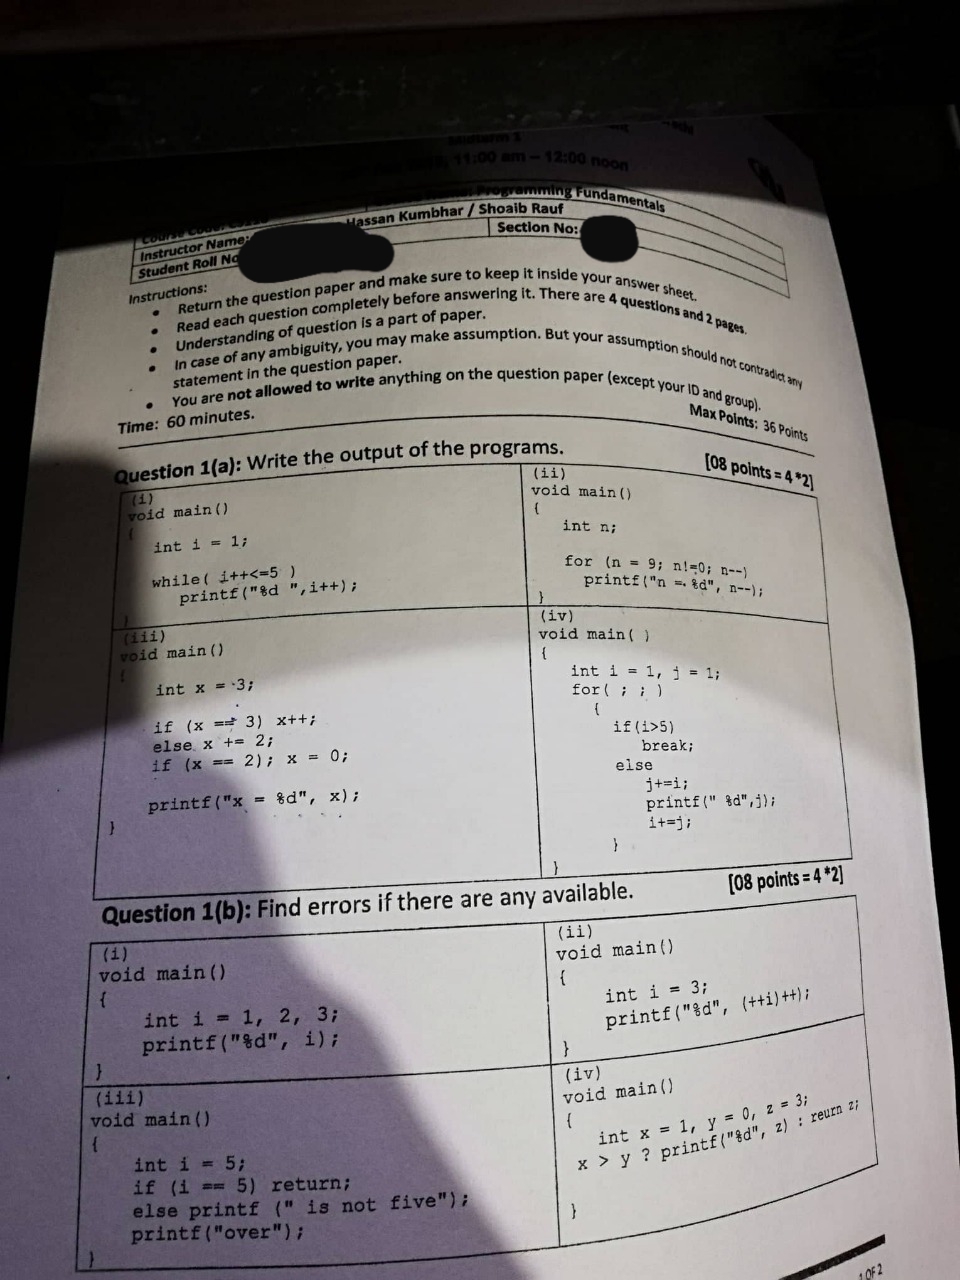 Midterm 1
11:00 am – 12:00 noon
Programming Fundamentals
Course Code:
Instructor Name: Hassan Kumbhar / Shoaib Rauf
Student Roll No Section No:
Instructions:
• Return the question paper and make sure to keep it inside your answer sheet.
• Read each question completely before answering it. There are 4 questions and 2 pages.
• Understanding of question is a part of paper.
• In case of any ambiguity, you may make assumption. But your assumption should not contradict any
statement in the question paper.
• You are not allowed to write anything on the question paper (except your ID and group).
Time: 60 minutes. Max Points: 36 Points
Question 1(a): Write the output of the programs. [08 points = 4 *2]
(i)
void main()
{
int i = 1;
while( i++<=5 )
printf("%d ",i++);
}
(ii)
void main()
{
int n;
for (n = 9; n!=0; n--)
printf("n = %d", n--);
}
(iii)
void main()
{
int x = 3;
if (x == 3) x++;
else x += 2;
if (x == 2); x = 0;
printf("x = %d", x);
}
(iv)
void main( )
{
int i = 1, j = 1;
for( ; ; )
{
if(i>5)
break;
else
j+=i;
printf(" %d",j);
i+=j;
}
}
Question 1(b): Find errors if there are any available. [08 points = 4 *2]
(i)
void main()
{
int i = 1, 2, 3;
printf("%d", i);
}
(ii)
void main()
{
int i = 3;
printf("%d", (++i)++);
}
(iii)
void main()
{
int i = 5;
if (i == 5) return;
else printf (" is not five");
printf("over");
}
(iv)
void main()
{
int x = 1, y = 0, z = 3;
x > y ? printf("%d", z) : reurn z;
}
1 OF 2